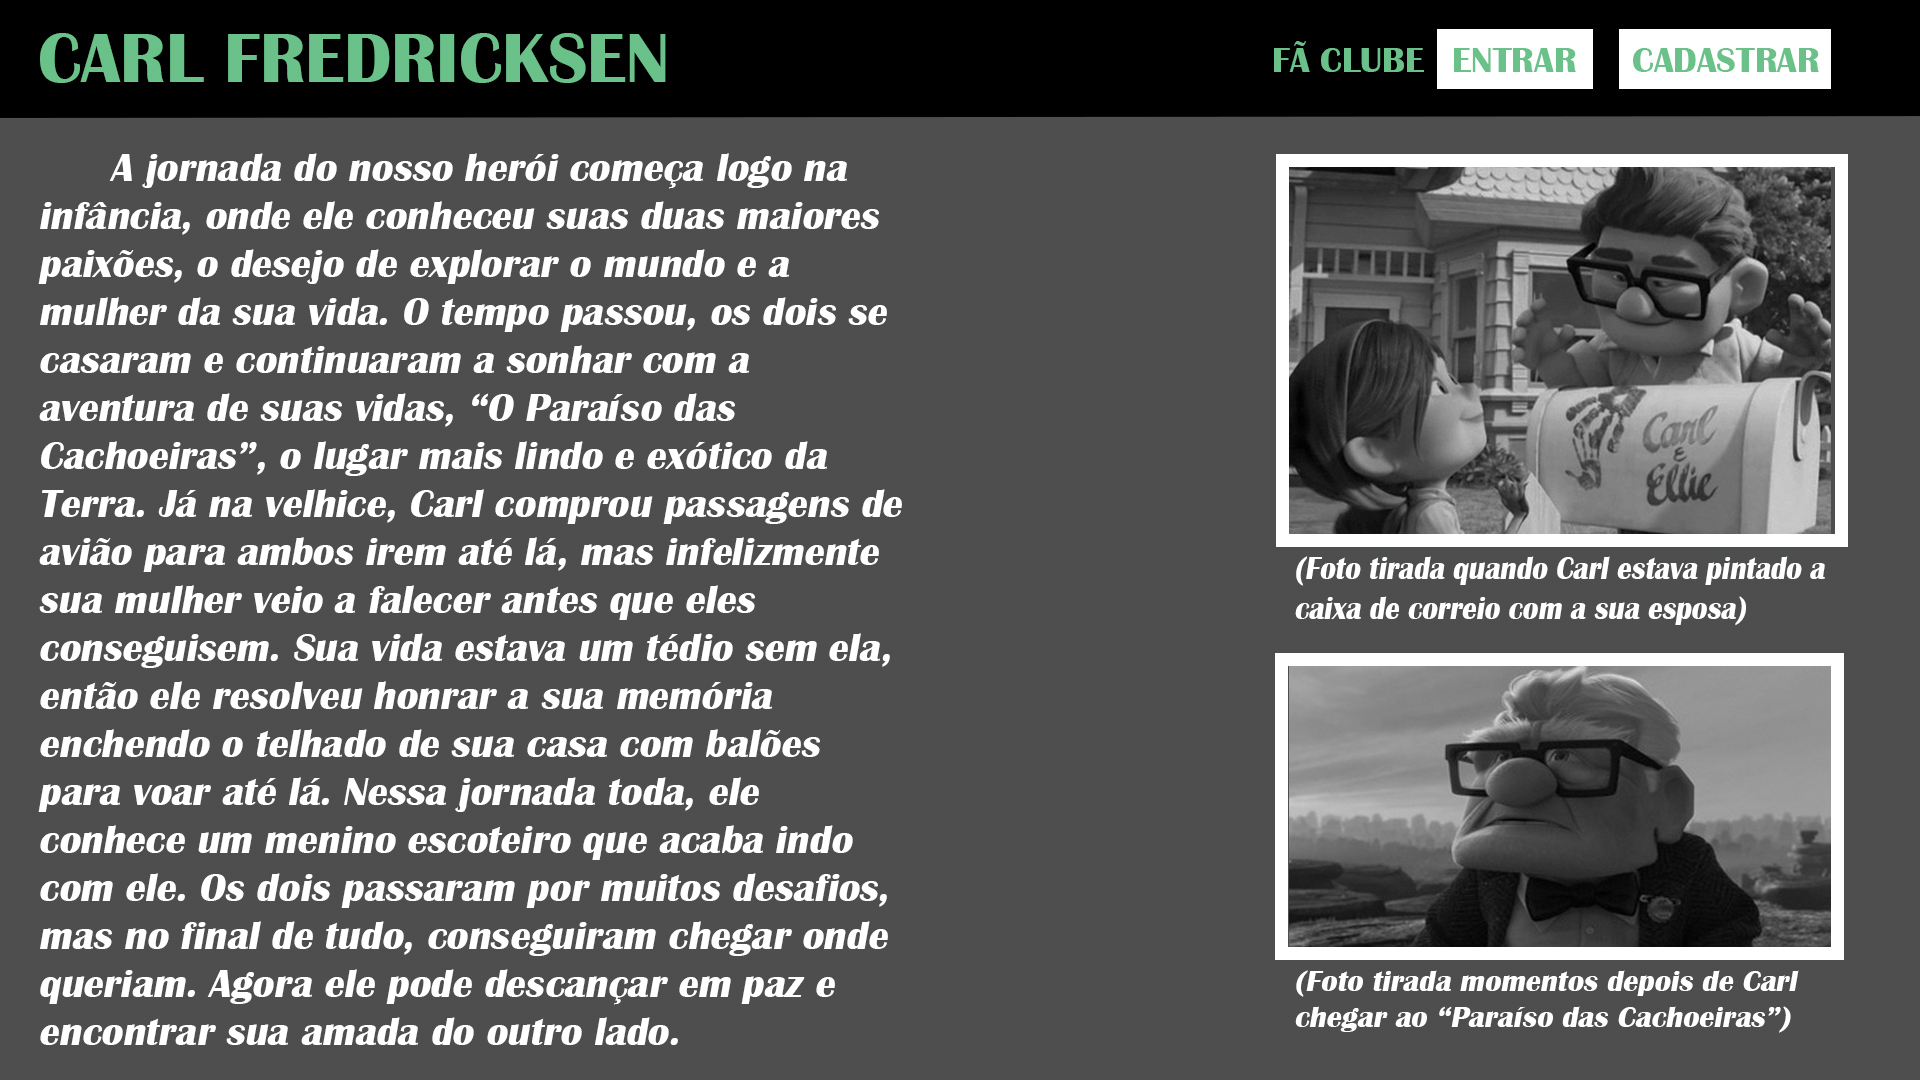 CARL FREDRICKSEN
FÃ CLUBE ENTRAR CADASTRAR
A jornada do nosso herói começa logo na
infância, onde ele conheceu suas duas maiores
paixões, o desejo de explorar o mundo e a
mulher da sua vida. O tempo passou, os dois se
casaram e continuaram a sonhar com a
aventura de suas vidas, “O Paraíso das
Cachoeiras”, o lugar mais lindo e exótico da
Terra. Já na velhice, Carl comprou passagens de
avião para ambos irem até lá, mas infelizmente
sua mulher veio a falecer antes que eles
conseguisem. Sua vida estava um tédio sem ela,
então ele resolveu honrar a sua memória
enchendo o telhado de sua casa com balões
para voar até lá. Nessa jornada toda, ele
conhece um menino escoteiro que acaba indo
com ele. Os dois passaram por muitos desafios,
mas no final de tudo, conseguiram chegar onde
queriam. Agora ele pode descançar em paz e
encontrar sua amada do outro lado.
Carl
&
Ellie
(Foto tirada quando Carl estava pintado a
caixa de correio com a sua esposa)
(Foto tirada momentos depois de Carl
chegar ao “Paraíso das Cachoeiras”)